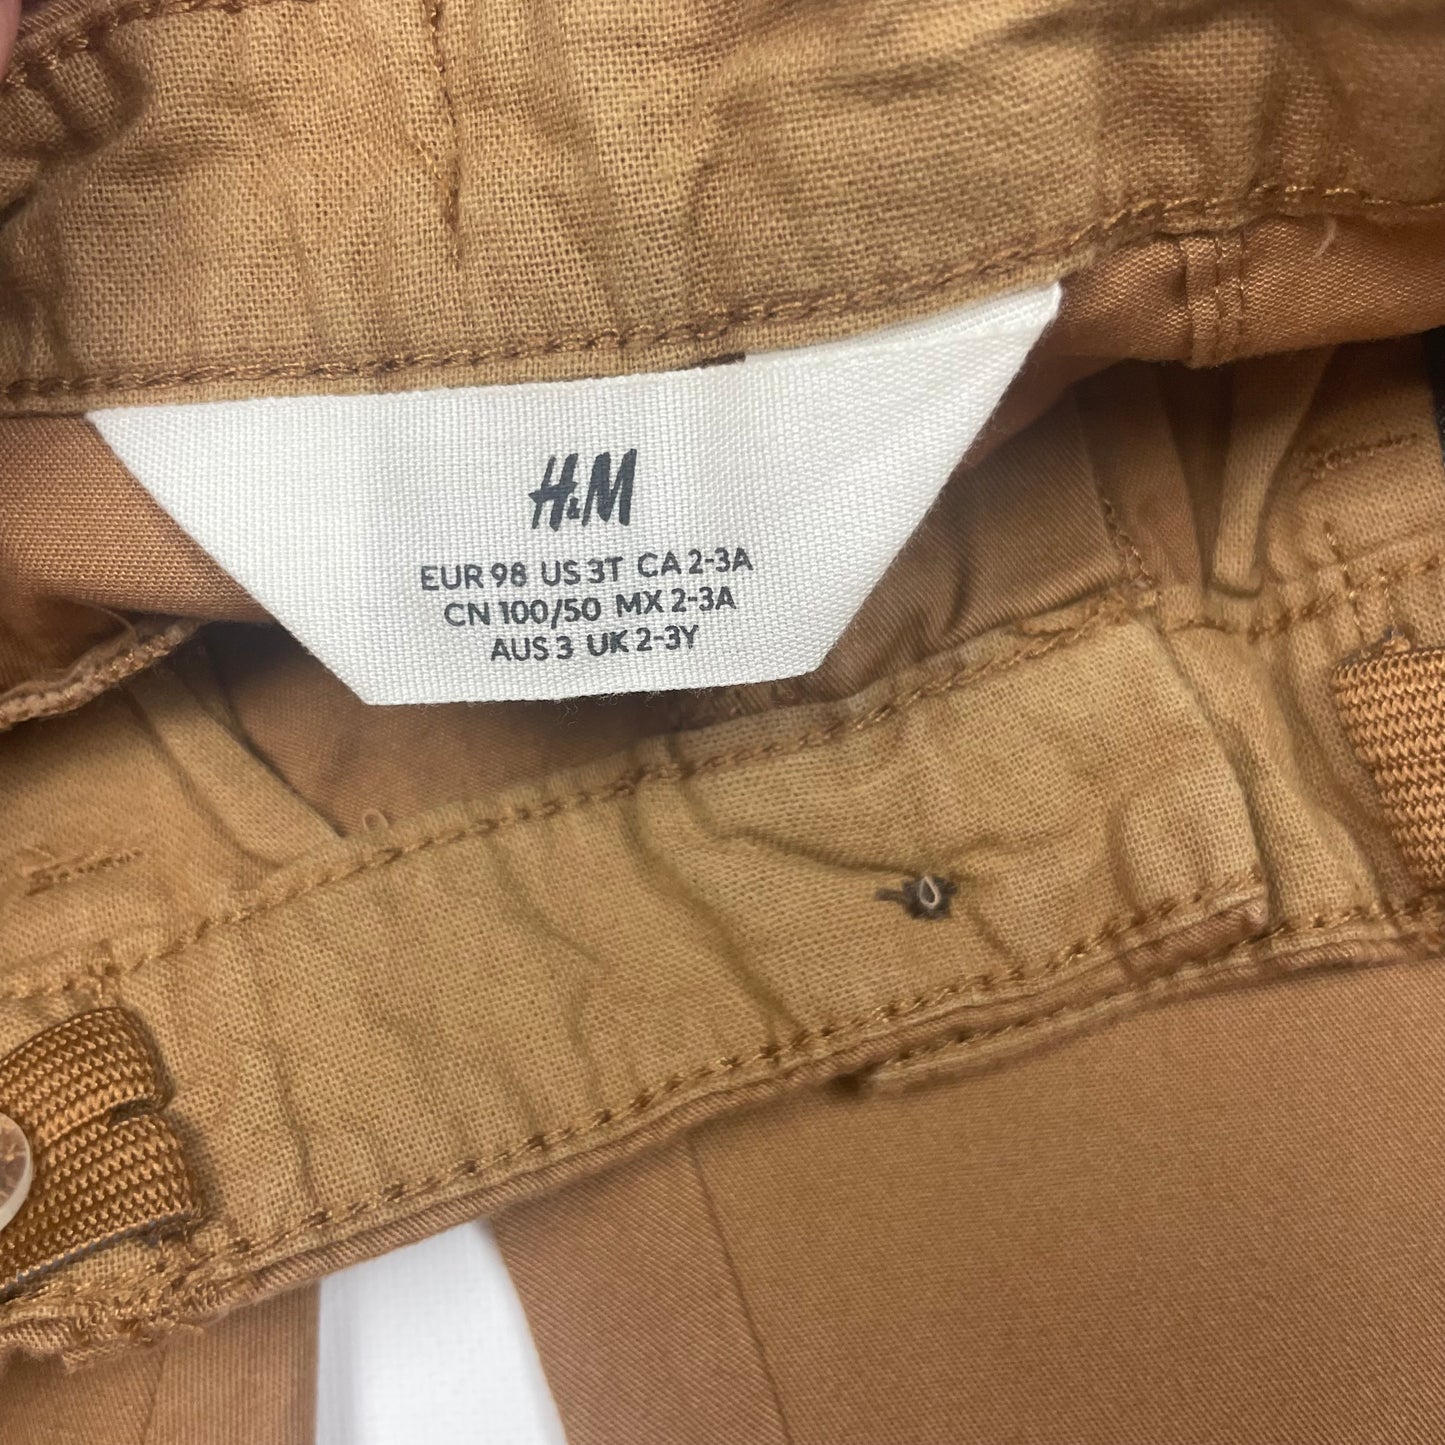 H&M
EUR 98 US 3T CA 2-3A
CN 100/50 MX 2-3A
AUS 3 UK 2-3Y